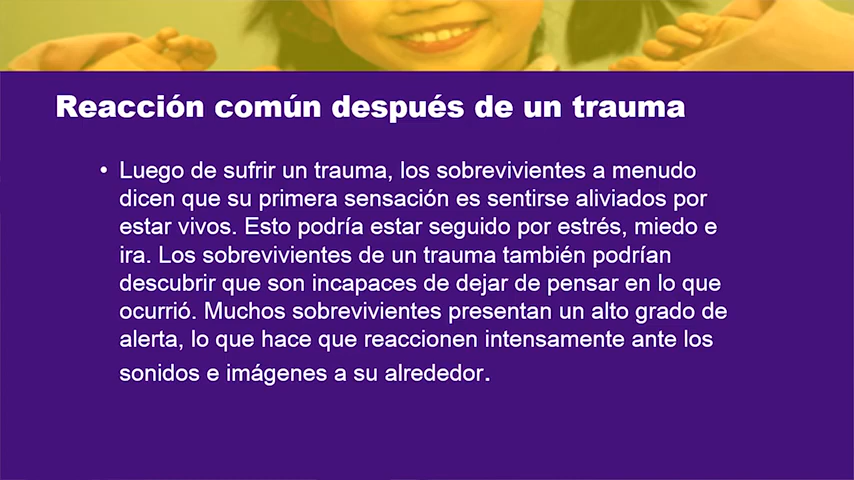 Reacción común después de un trauma
• Luego de sufrir un trauma, los sobrevivientes a menudo
dicen que su primera sensación es sentirse aliviados por
estar vivos. Esto podría estar seguido por estrés, miedo e
ira. Los sobrevivientes de un trauma también podrían
descubrir que son incapaces de dejar de pensar en lo que
ocurrió. Muchos sobrevivientes presentan un alto grado de
alerta, lo que hace que reaccionen intensamente ante los
sonidos e imágenes a su alrededor.